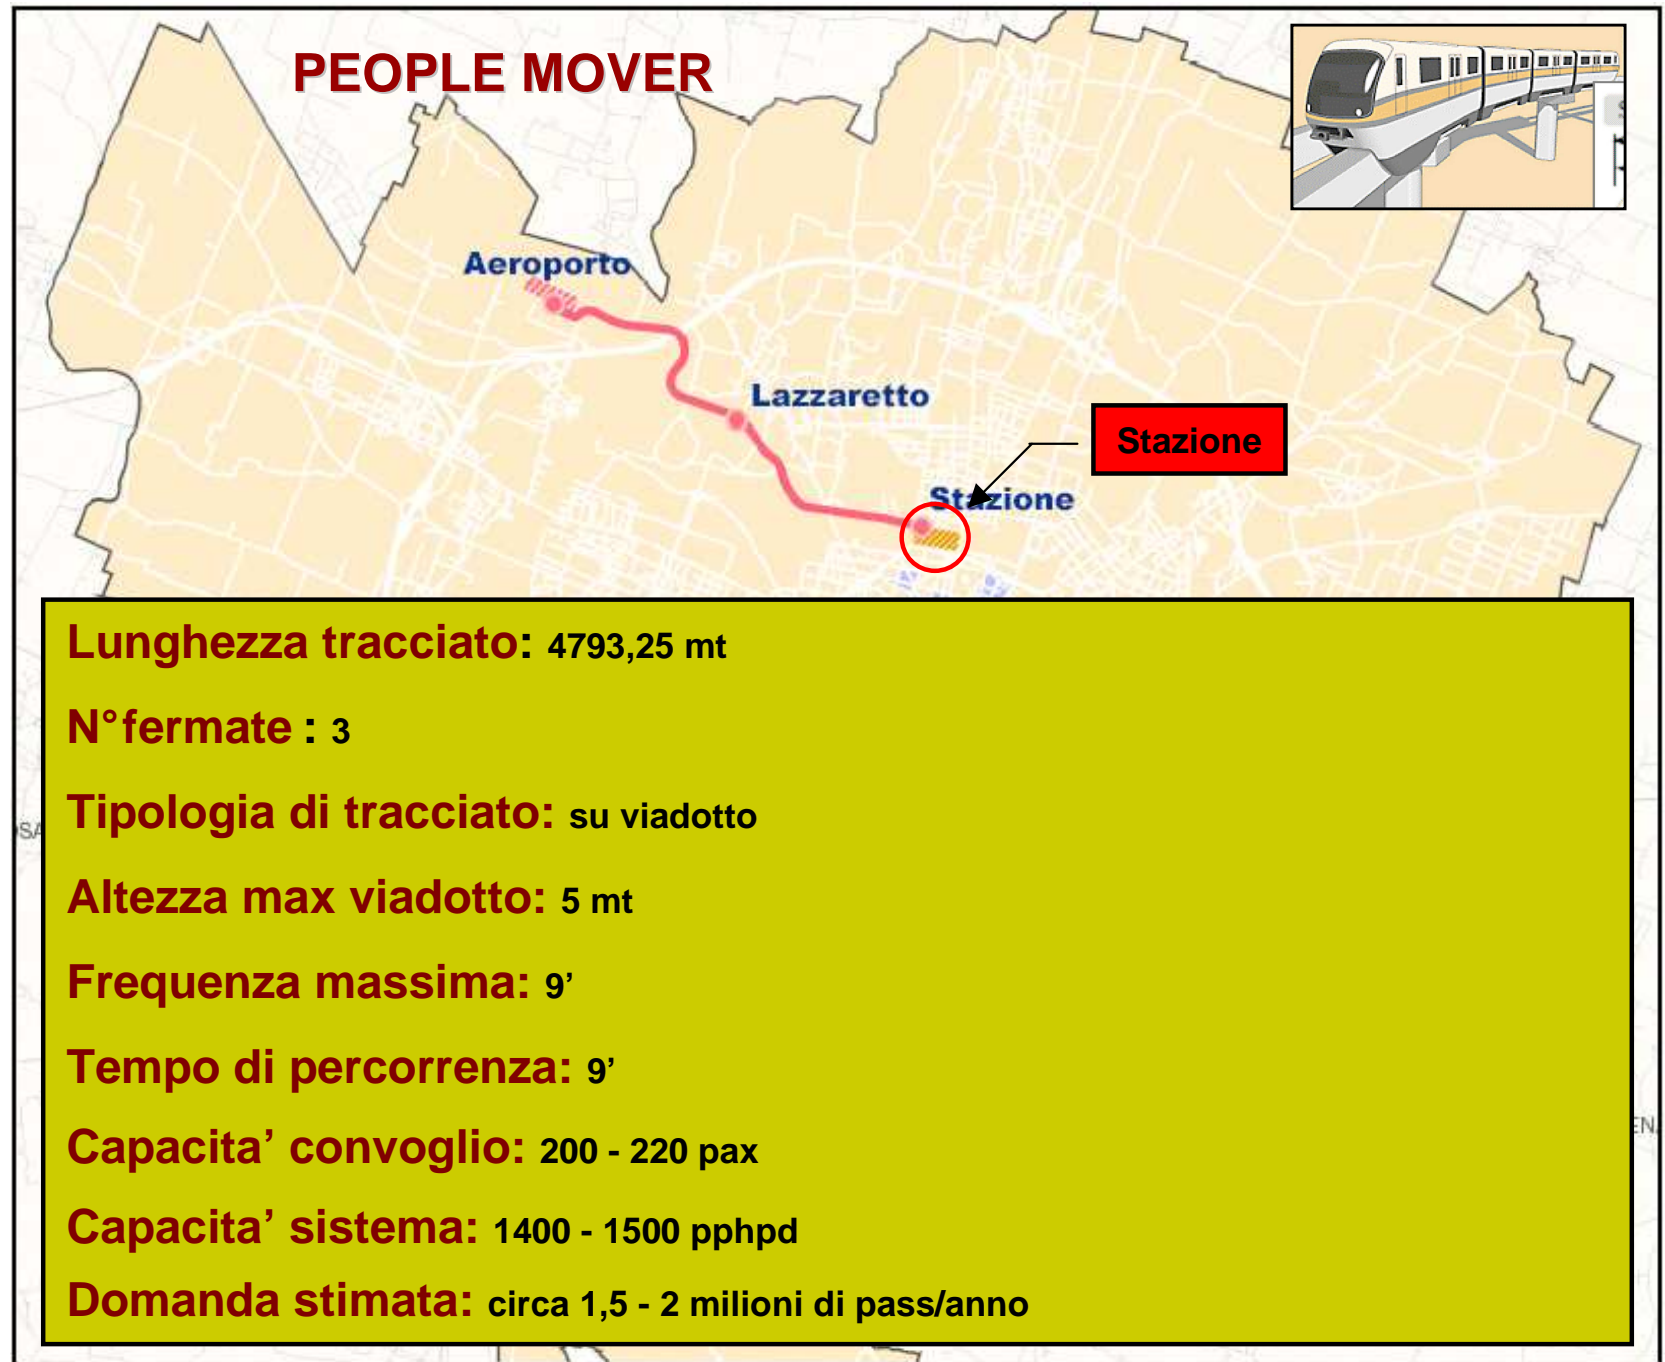 PEOPLE MOVER
Aeroporto
Lazzaretto
Stazione
Stazione
Lunghezza tracciato: 4793,25 mt
N° fermate : 3
Tipologia di tracciato: su viadotto
Altezza max viadotto: 5 mt
Frequenza massima: 9’
Tempo di percorrenza: 9’
Capacita’ convoglio: 200 - 220 pax
Capacita’ sistema: 1400 - 1500 pphpd
Domanda stimata: circa 1,5 - 2 milioni di pass/anno